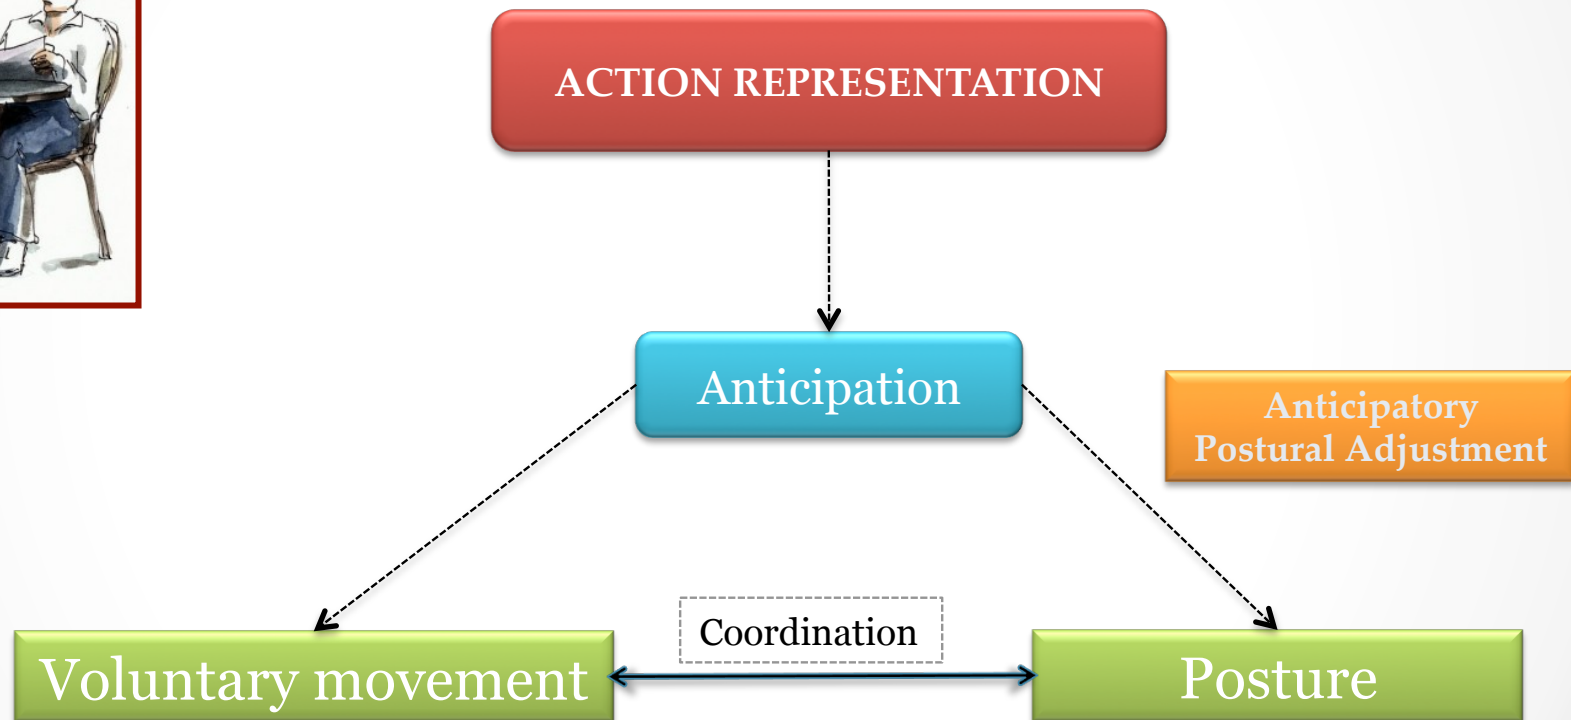 ACTION REPRESENTATION
Anticipation
Anticipatory
Postural Adjustment
Coordination
Voluntary movement
Posture